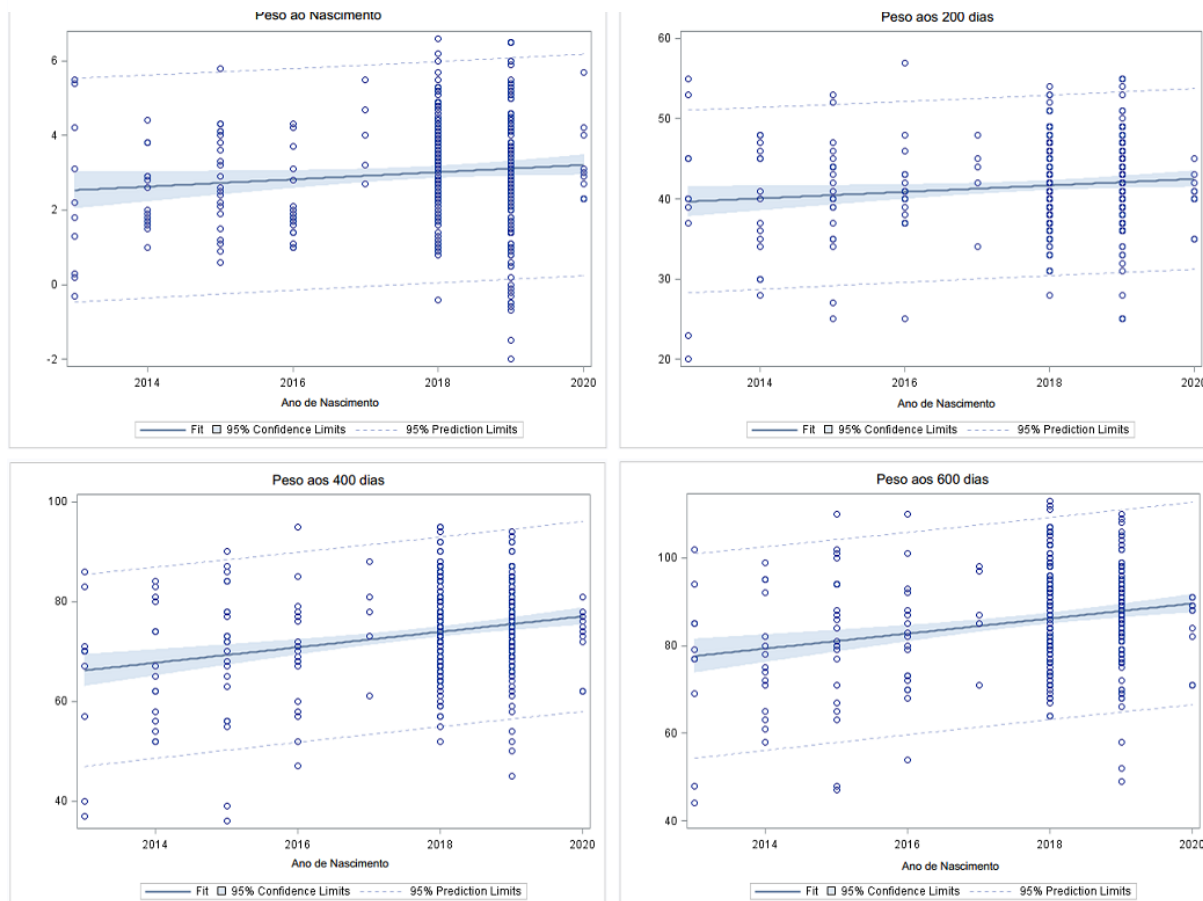 Peso ao Nascimento
6
4
2
0
-2
2014 2016 2018 2020
Ano de Nascimento
Fit 95% Confidence Limits 95% Prediction Limits
Peso aos 200 dias
60
50
40
30
20
2014 2016 2018 2020
Ano de Nascimento
Fit 95% Confidence Limits 95% Prediction Limits
Peso aos 400 dias
100
80
60
40
2014 2016 2018 2020
Ano de Nascimento
Fit 95% Confidence Limits 95% Prediction Limits
Peso aos 600 dias
100
80
60
40
2014 2016 2018 2020
Ano de Nascimento
Fit 95% Confidence Limits 95% Prediction Limits